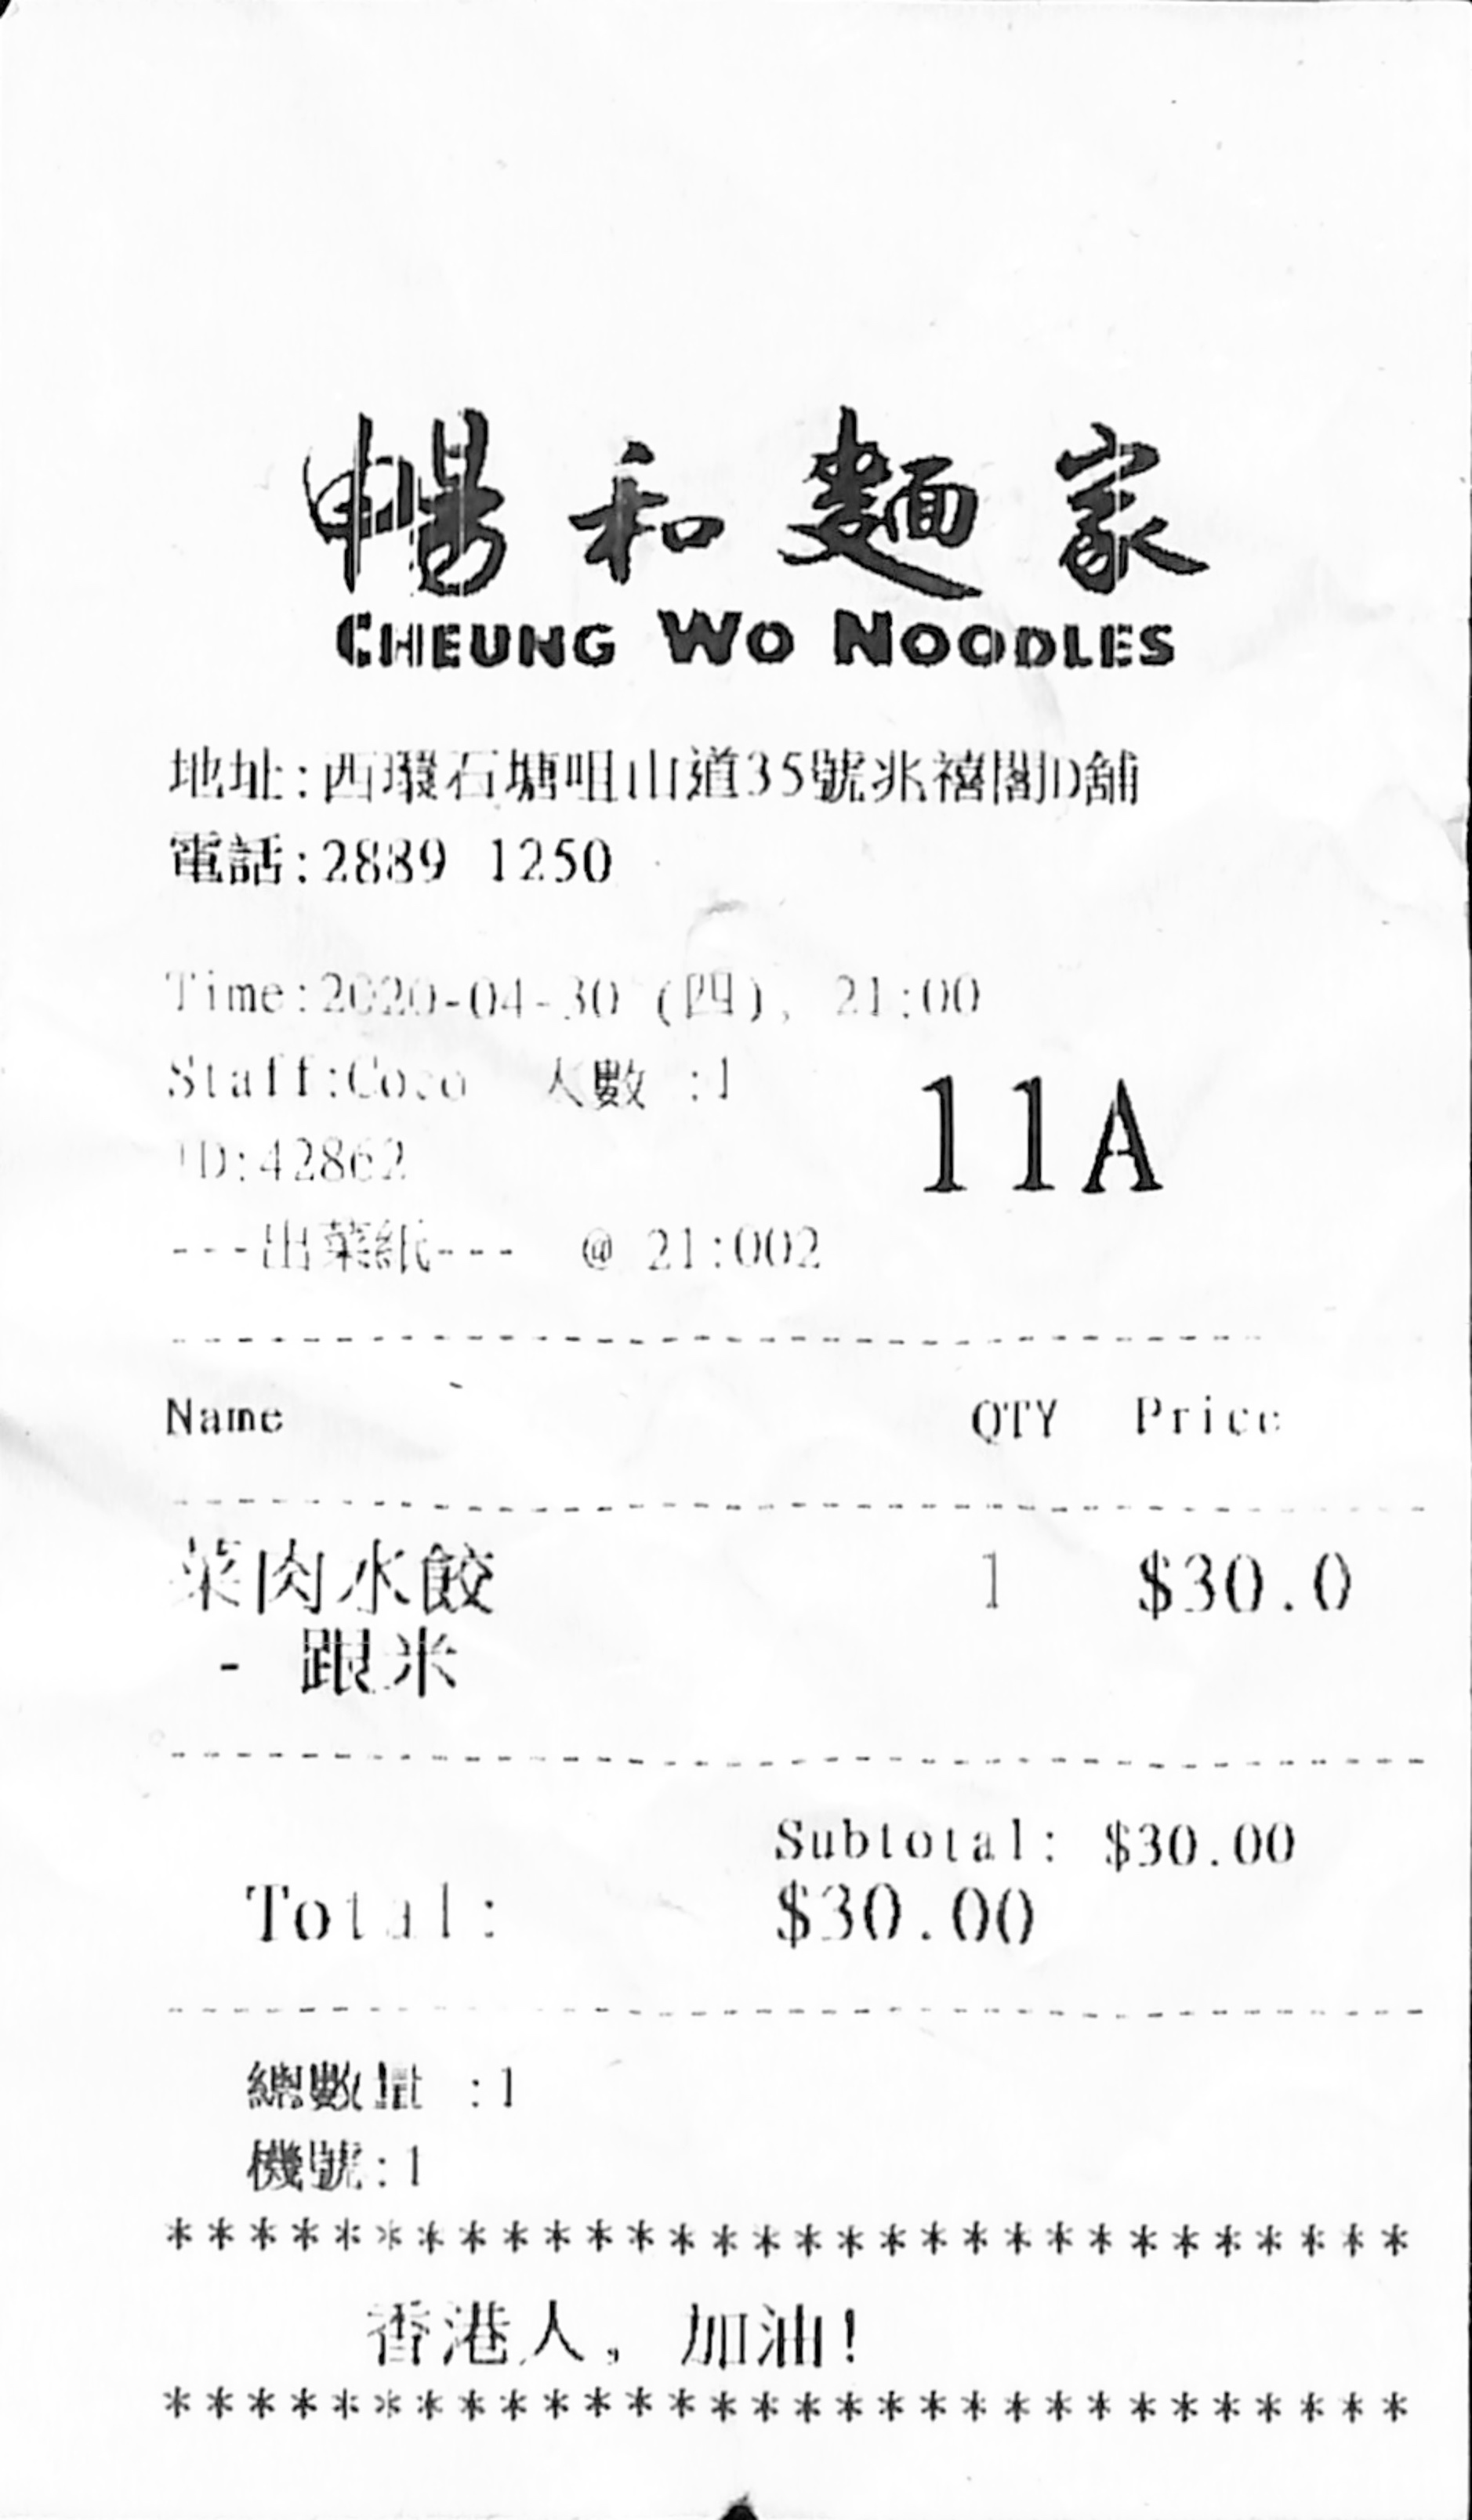 暢和麵家
CHEUNG WO NOODLES
地址:西環石塘咀山道35號兆禧閣D舖
電話:2889 1250
Time:2020-04-30 (四), 21:00
Staff:Coco 人數 :1
11A
ID:42862
---出菜紙--- @ 21:002
Name QTY Price
菜肉水餃 1 $30.0
- 跟米
Subtotal: $30.00
Total: $30.00
總數量 :1
機號:1
******************************
香港人, 加油!
******************************